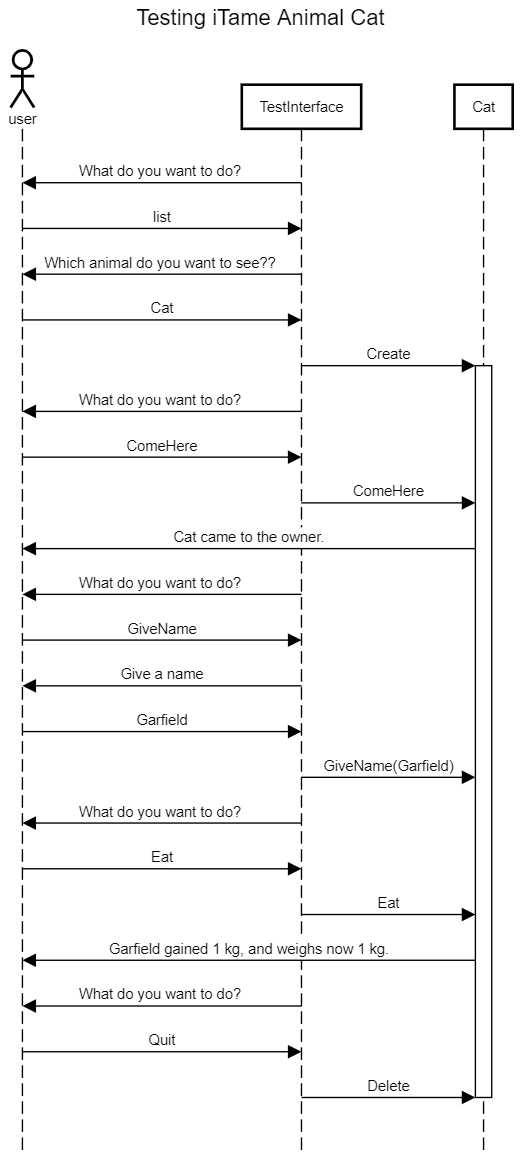 Testing iTame Animal Cat
user
TestInterface
Cat
What do you want to do?
list
Which animal do you want to see??
Cat
Create
What do you want to do?
ComeHere
ComeHere
Cat came to the owner.
What do you want to do?
GiveName
Give a name
Garfield
GiveName(Garfield)
What do you want to do?
Eat
Eat
Garfield gained 1 kg, and weighs now 1 kg.
What do you want to do?
Quit
Delete